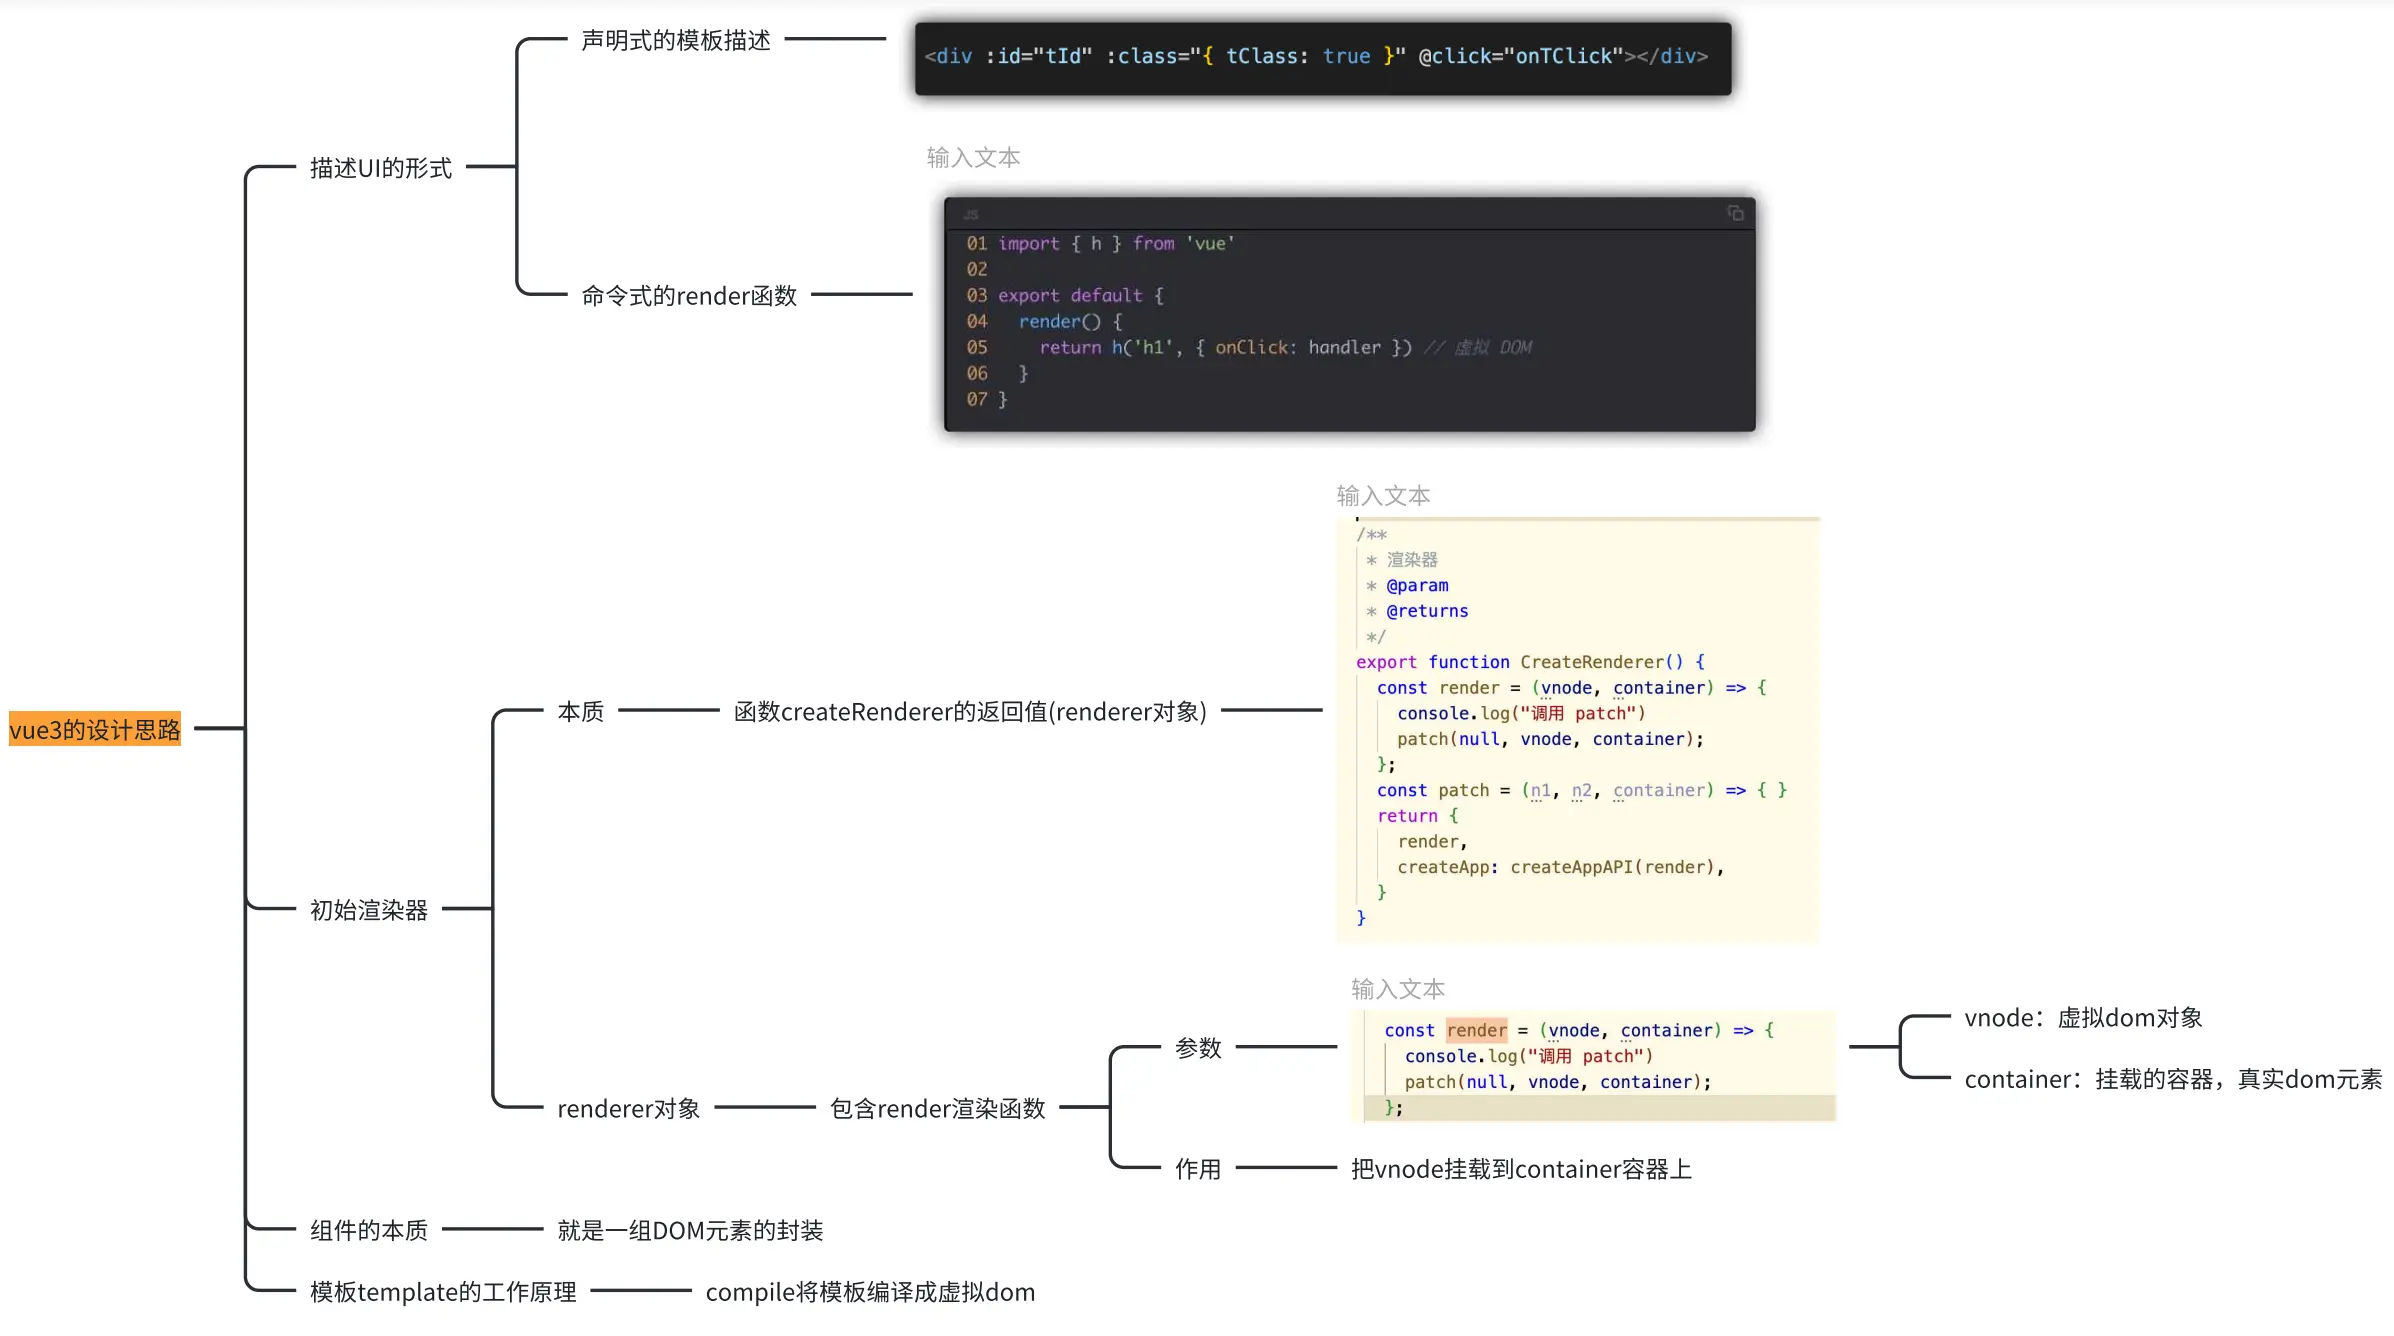 声明式的模板描述
<div :id="tId" :class="{ tClass: true }" @click="onTClick"></div>
输入文本
描述UI的形式
JS
01 import { h } from 'vue'
02
03 export default {
04   render() {
05     return h('h1', { onClick: handler }) // 虚拟 DOM
06   }
07 }
命令式的render函数
输入文本
/**
 * 渲染器
 * @param
 * @returns
 */
export function CreateRenderer() {
  const render = (vnode, container) => {
    console.log("调用 patch")
    patch(null, vnode, container);
  };
  const patch = (n1, n2, container) => { }
  return {
    render,
    createApp: createAppAPI(render),
  }
}
本质
函数createRenderer的返回值(renderer对象)
vue3的设计思路
初始渲染器
输入文本
const render = (vnode, container) => {
  console.log("调用 patch")
  patch(null, vnode, container);
};
vnode：虚拟dom对象
参数
container：挂载的容器，真实dom元素
renderer对象
包含render渲染函数
作用
把vnode挂载到container容器上
组件的本质
就是一组DOM元素的封装
模板template的工作原理
compile将模板编译成虚拟dom